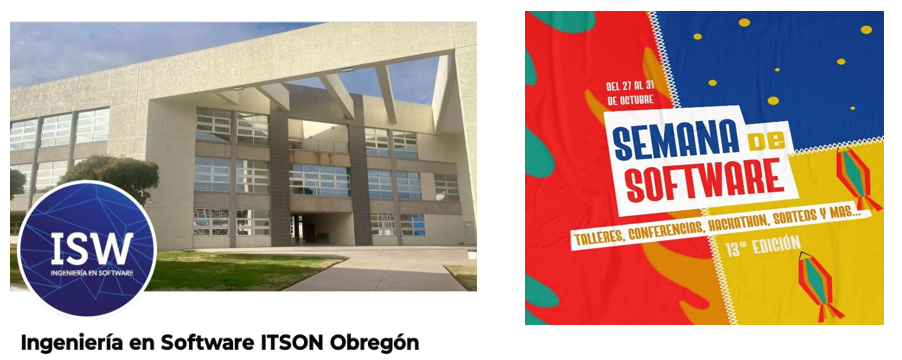 ISW
INGENIERÍA EN SOFTWARE
Ingeniería en Software ITSON Obregón
DEL 27 AL 31
DE OCTUBRE
SEMANA DE
SOFTWARE
TALLERES, CONFERENCIAS, HACKATHON, SORTEOS Y MAS...
13ᵃ EDICIÓN